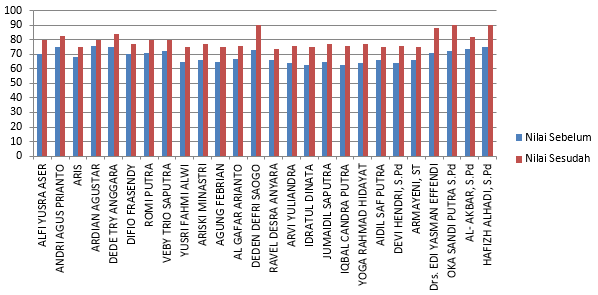 100
90
80
70
60
50
40
30
20
10
0
ALFI YUSRA ASER
ANDRI AGUS PRIANTO
ARIS
ARDIAN AGUSTAR
DEDE TRY ANGGARA
DIFIO FRASENDY
ROMI PUTRA
VEBY TRIO SAPUTRA
YUSRI FAHMI ALWI
ARISKI MINASTRI
AGUNG FEBRIAN
AL GAFAR ARIANTO
DEDEN DEFRI SAOGO
RAVEL DESRA ANYARA
ARVI YULIANDRA
IDRATUL DINATA
JUMAIDIL SAPUTRA
IQBAL CANDRA PUTRA
YOGA RAHMAD HIDAYAT
AIDIL SAF PUTRA
DEVI HENDRI, S.Pd
ARMAYENI, ST
Drs. EDI YASMAN EFFENDI
OKA SANDI PUTRA S.Pd
AL- AKBAR, S.Pd
HAFIZH ALHADI, S.Pd
Nilai Sebelum
Nilai Sesudah